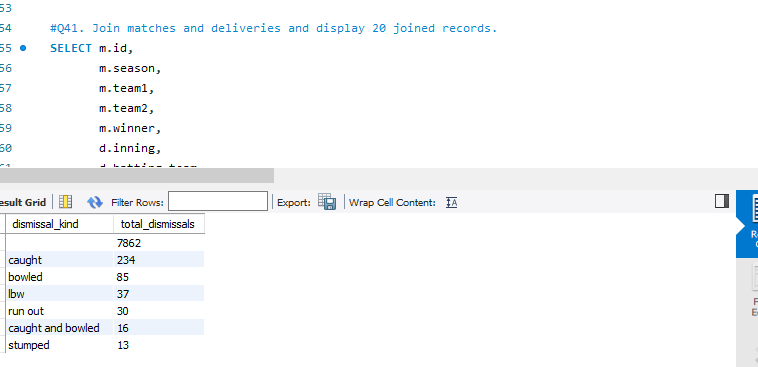 53
54 #Q41. Join matches and deliveries and display 20 joined records.
55 SELECT m.id,
56 m.season,
57 m.team1,
58 m.team2,
59 m.winner,
60 d.inning,
61 d.batting_team
Result Grid Filter Rows: Export: Wrap Cell Content:
dismissal_kind total_dismissals
7862
caught 234
bowled 85
lbw 37
run out 30
caught and bowled 16
stumped 13